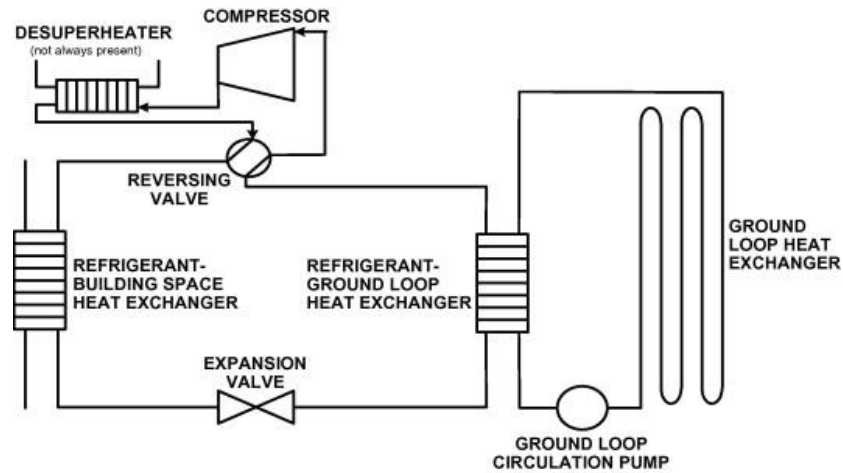 COMPRESSOR
DESUPERHEATER
(not always present)
REVERSING
VALVE
REFRIGERANT-
BUILDING SPACE
HEAT EXCHANGER
REFRIGERANT-
GROUND LOOP
HEAT EXCHANGER
GROUND
LOOP HEAT
EXCHANGER
EXPANSION
VALVE
GROUND LOOP
CIRCULATION PUMP